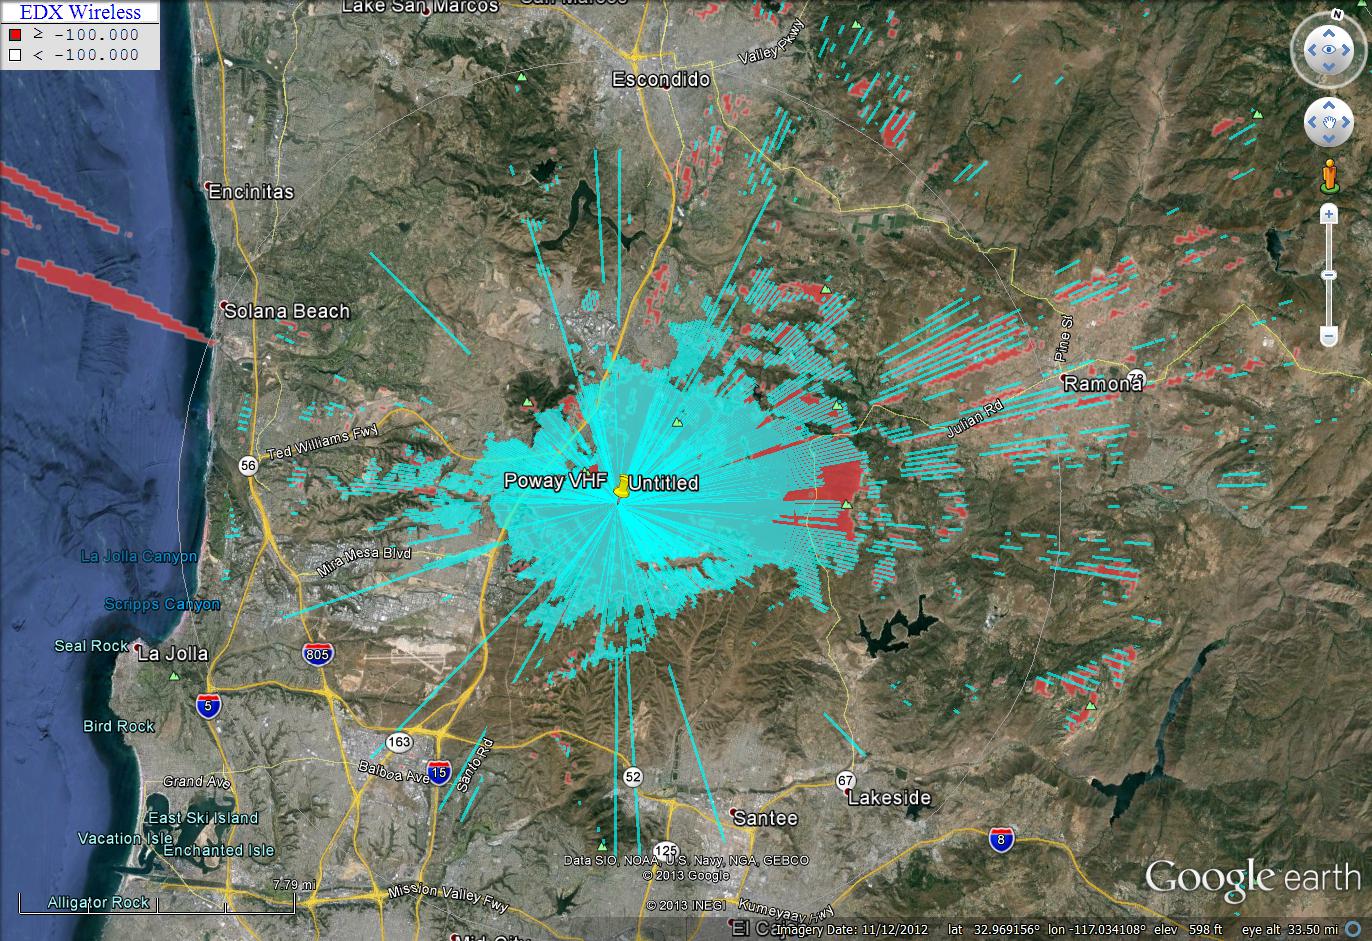 EDX Wireless
≥ -100.000
< -100.000
Lake San Marcos
N
Valley Pkwy
Escondido
Encinitas
Solana Beach
Pine St
Ramona
Julian Rd
Ted Williams Fwy
56
Poway VHF
Untitled
La Jolla Canyon
Mira Mesa Blvd
Scripps Canyon
Seal Rock
La Jolla
805
5
Bird Rock
163
Balboa Ave
15
Santo Rd
52
67
Lakeside
Grand Ave
East Ski Island
Vacation Isle
Enchanted Isle
Santee
125
8
Data SIO, NOAA, U.S. Navy, NGA, GEBCO
© 2013 Google
Google earth
7.79 mi
Alligator Rock
Mission Valley Fwy
© 2013 INEGI
Kumeyaay Hwy
El Caj
Imagery Date: 11/12/2012 lat 32.969156° lon -117.034108° elev 598 ft eye alt 33.50 mi
Mid-City